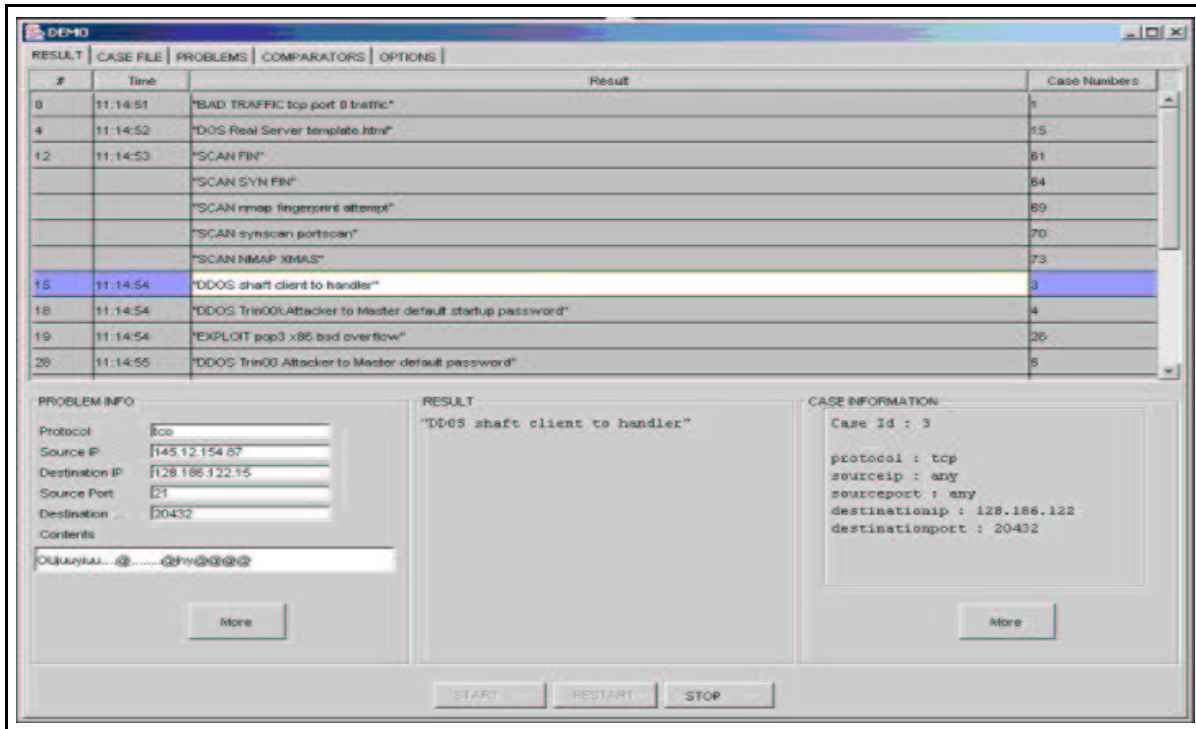 DEMO
RESULT CASE FILE PROBLEMS COMPARATORS OPTIONS
# Time Result Case Numbers
0 11:14:51 "BAD TRAFFIC tcp port 0 traffic" 1
4 11:14:52 "DOS Real Server template.html" 15
12 11:14:53 "SCAN FIN" 61
"SCAN SYN FIN" 64
"SCAN nmap fingerprint attempt" 69
"SCAN synscan portscan" 70
"SCAN NMAP XMAS" 73
15 11:14:54 "DDOS shaft client to handler" 3
18 11:14:54 "DDOS Trin00\:Attacker to Master default startup password" 4
19 11:14:54 "EXPLOIT pop3 x86 bsd overflow" 26
28 11:14:55 "DDOS Trin00 Attacker to Master default password" 5
PROBLEM INFO
Protocol tcp
Source IP 145.12.154.87
Destination IP 128.186.122.15
Source Port 21
Destination ... 20432
Contents
More
RESULT
"DDOS shaft client to handler"
CASE INFORMATION
Case Id : 3
protocol : tcp
sourceip : any
sourceport : any
destinationip : 128.186.122
destinationport : 20432
More
START RESTART STOP